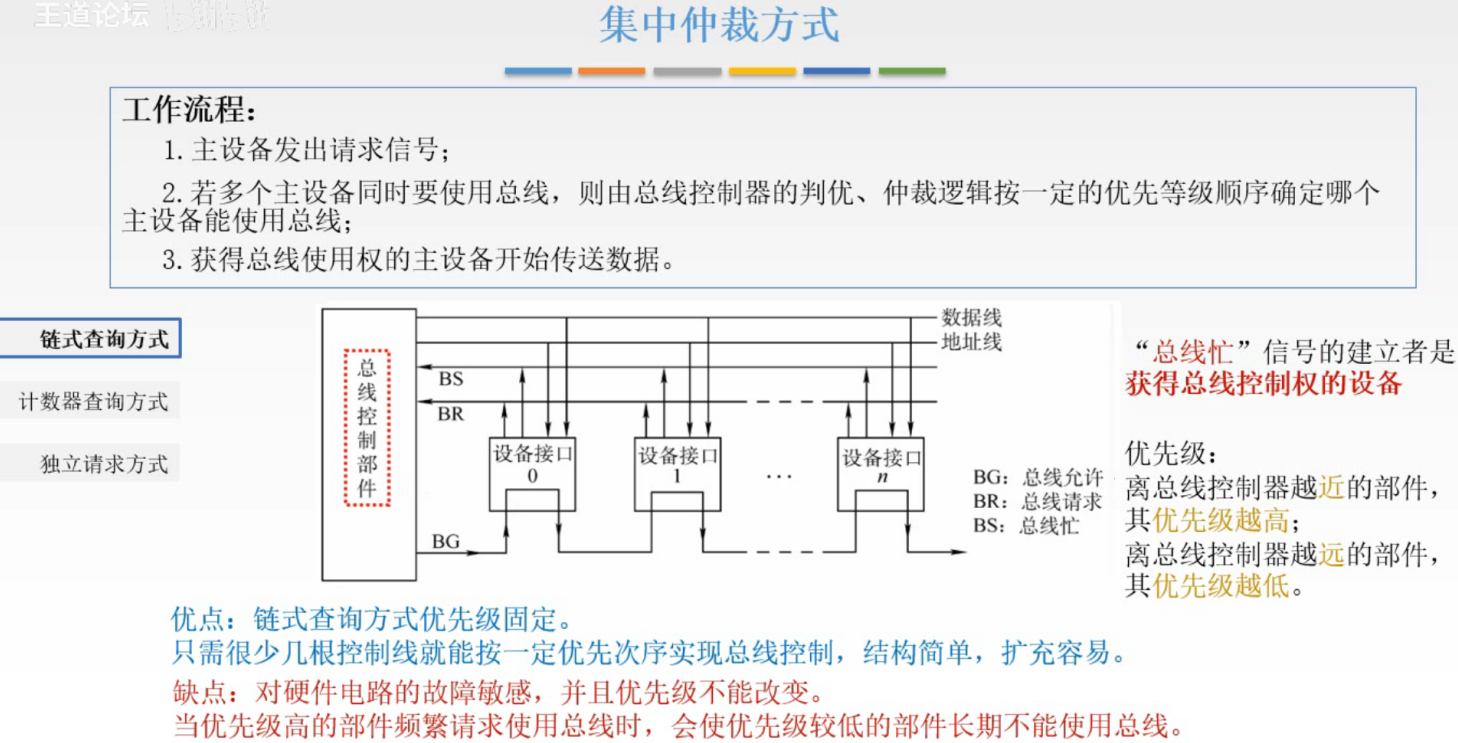 王道论坛
集中仲裁方式
工作流程：
1.主设备发出请求信号；
2.若多个主设备同时要使用总线，则由总线控制器的判优、仲裁逻辑按一定的优先等级顺序确定哪个
主设备能使用总线；
3.获得总线使用权的主设备开始传送数据。
链式查询方式
计数器查询方式
独立请求方式
总
线
控
制
部
件
数据线
地址线
BS
BR
设备接口
0
设备接口
1
···
设备接口
n
BG
BG：总线允许
BR：总线请求
BS：总线忙
“总线忙”信号的建立者是
获得总线控制权的设备
优先级：
离总线控制器越近的部件，
其优先级越高；
离总线控制器越远的部件，
其优先级越低。
优点：链式查询方式优先级固定。
只需很少几根控制线就能按一定优先次序实现总线控制，结构简单，扩充容易。
缺点：对硬件电路的故障敏感，并且优先级不能改变。
当优先级高的部件频繁请求使用总线时，会使优先级较低的部件长期不能使用总线。